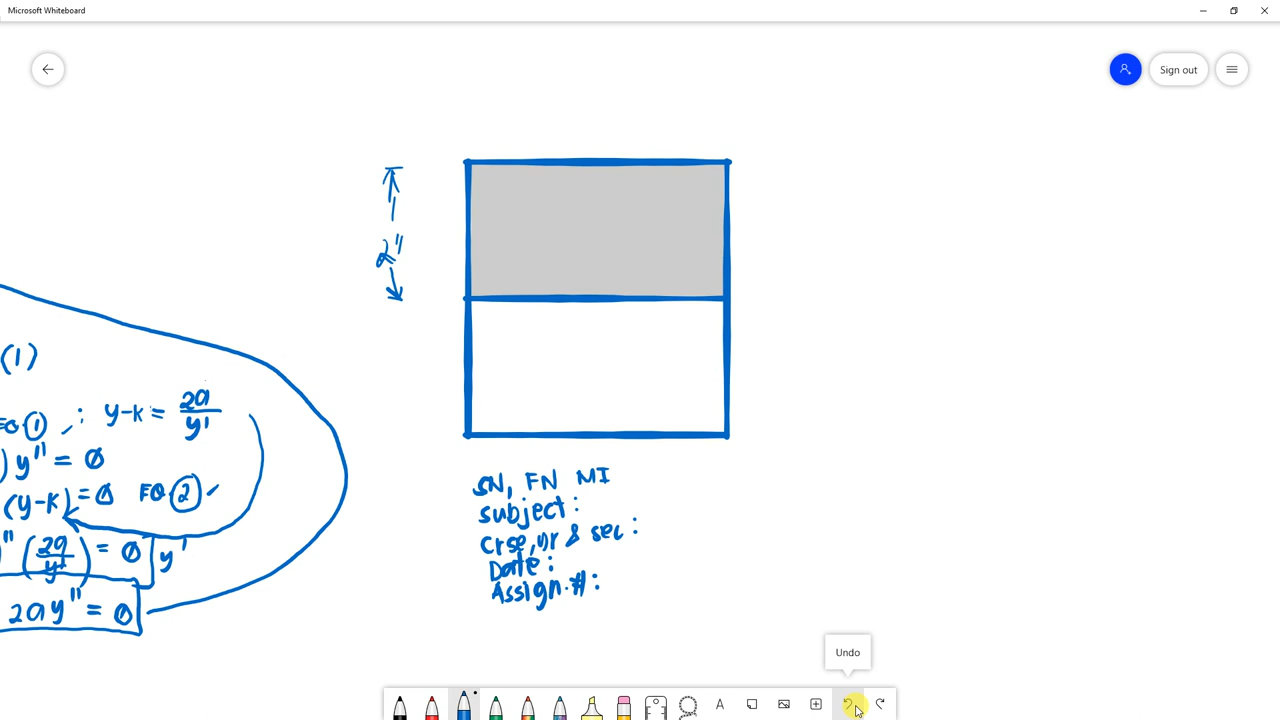 Microsoft Whiteboard
Sign out
2"
(1)
EQ ① : y-k = 2a/y'
) y" = 0
(y-k) = 0 EQ ② ✓
" (2a/y') = 0 ] y'
2ay" = 0
SN, FN MI
subject:
crse, yr & sec:
Date:
Assign.#:
Undo
A